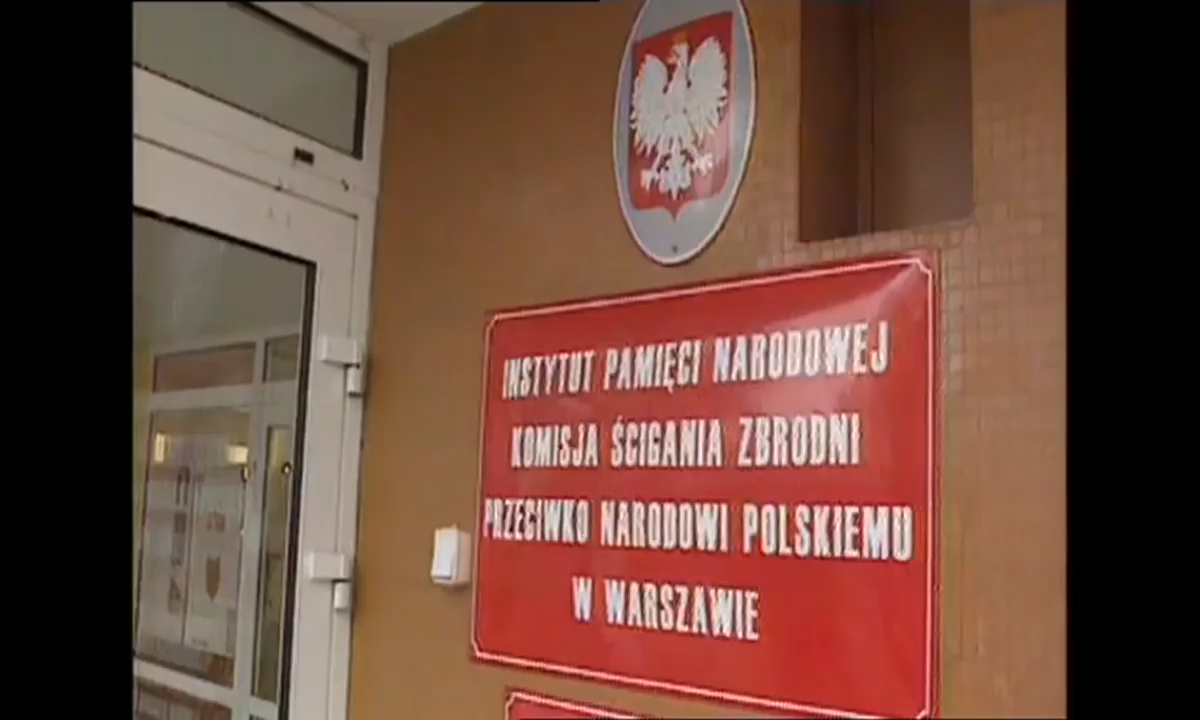 INSTYTUT PAMIĘCI NARODOWEJ
KOMISJA ŚCIGANIA ZBRODNI
PRZECIWKO NARODOWI POLSKIEMU
W WARSZAWIE